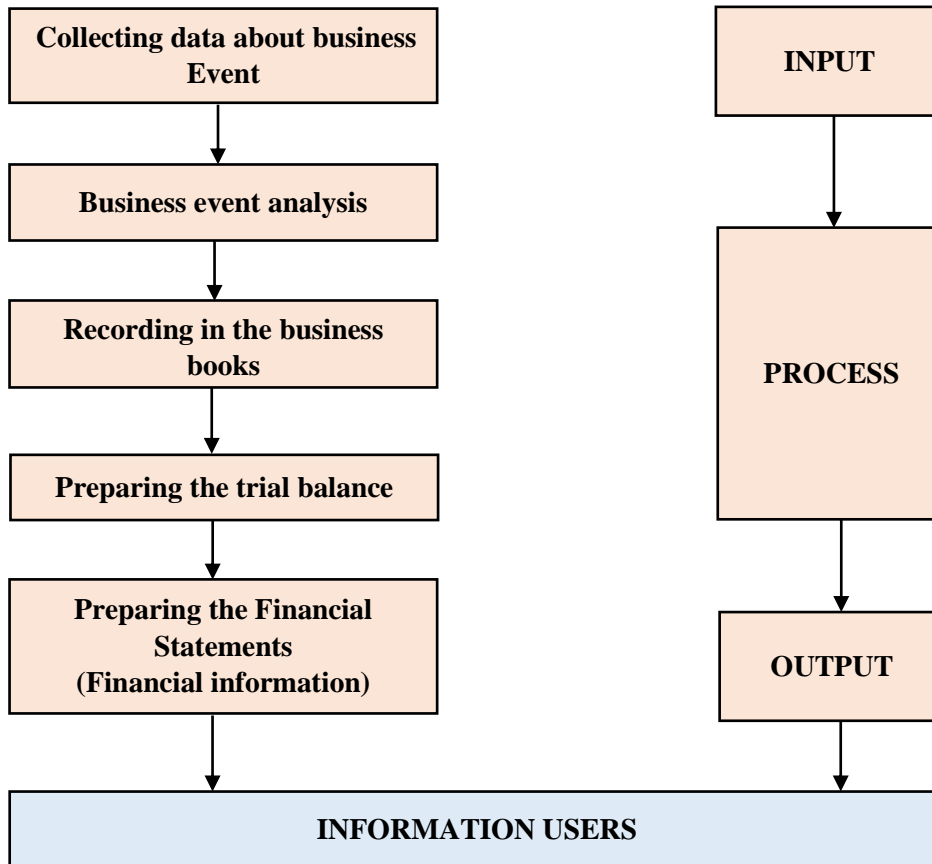 Collecting data about business
Event
Business event analysis
Recording in the business
books
Preparing the trial balance
Preparing the Financial
Statements
(Financial information)
INPUT
PROCESS
OUTPUT
INFORMATION USERS